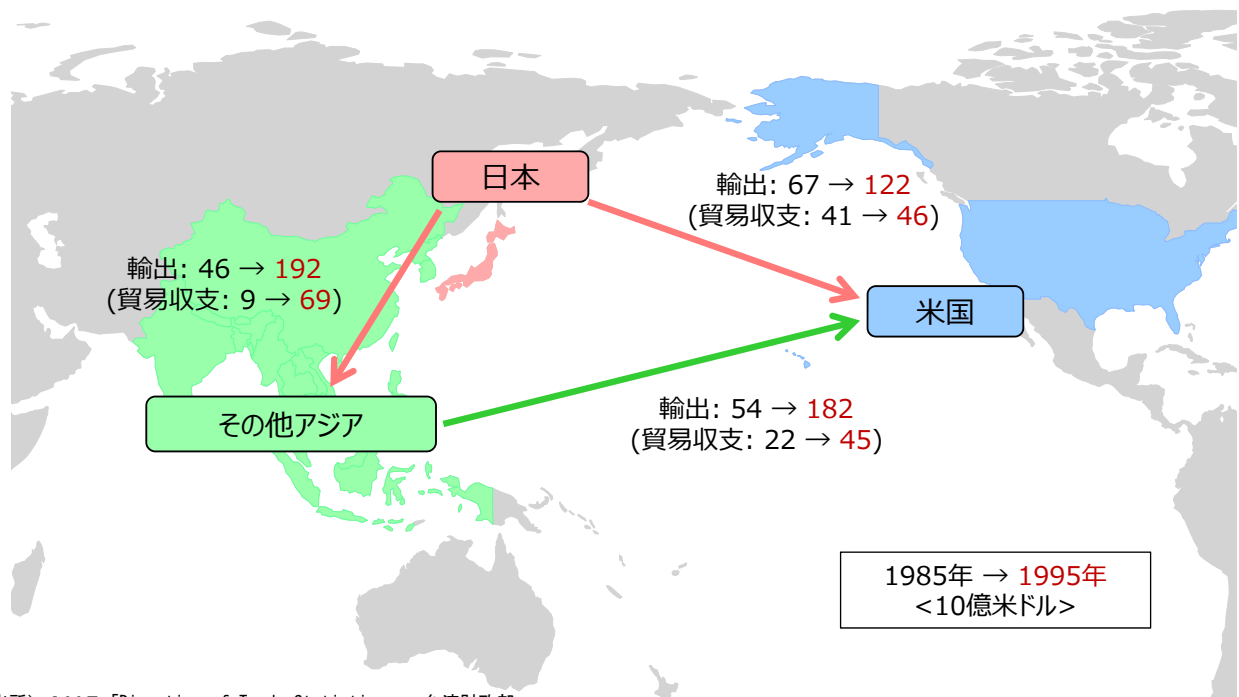 日本
輸出: 67 → 122
(貿易収支: 41 → 46)
輸出: 46 → 192
(貿易収支: 9 → 69)
米国
その他アジア
輸出: 54 → 182
(貿易収支: 22 → 45)
1985年 → 1995年
<10億米ドル>